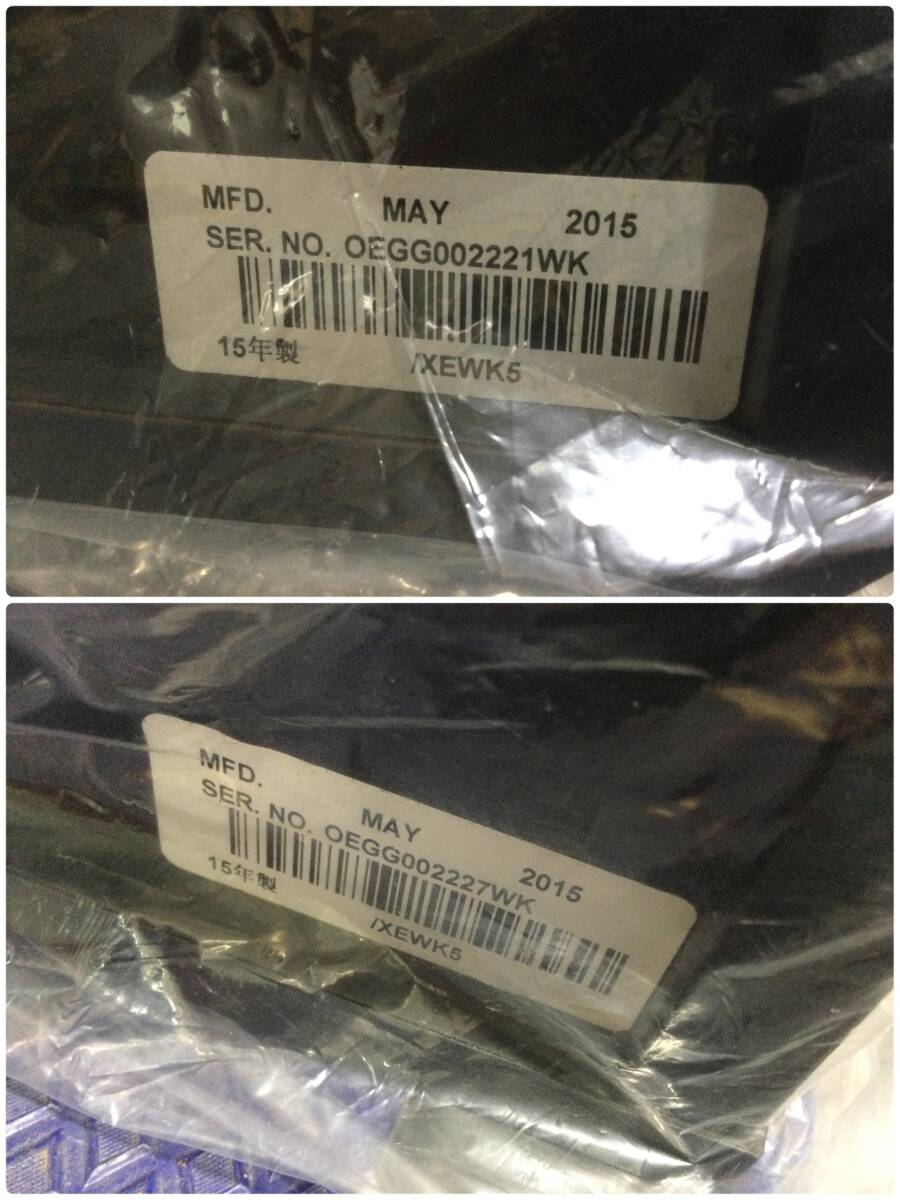 MFD. MAY 2015
SER. NO. OEGG002221WK
15年製 /XEWK5
MFD. MAY 2015
SER. NO. OEGG002227WK
15年製 /XEWK5